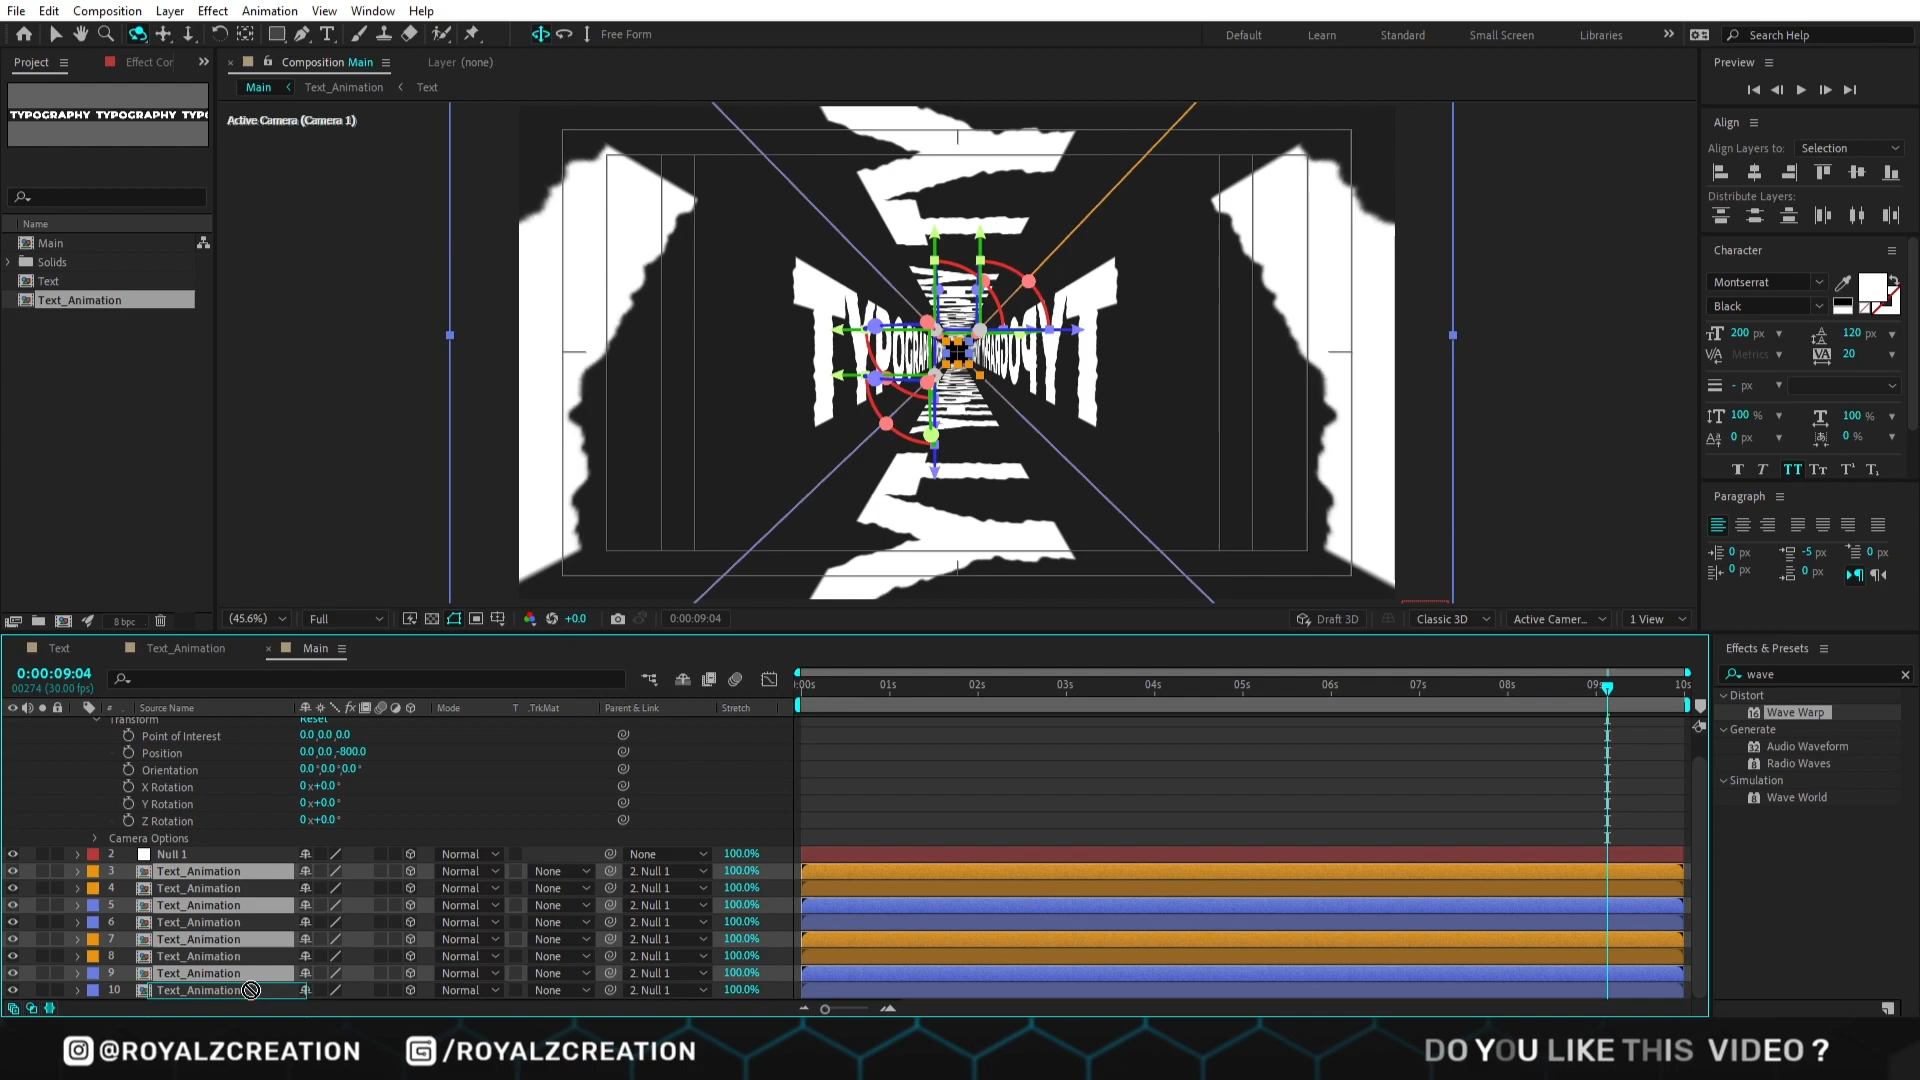 File Edit Composition Layer Effect Animation View Window Help
Free Form Default Learn Standard Small Screen Libraries Search Help
Project Effect Cor
Composition Main Layer (none)
Main Text_Animation Text
Active Camera (Camera 1)
TYPOGRAPHY TYPOGRAPHY TYPO
Name
Main
Solids
Text
Text_Animation
8 bpc
TYPOGRAPHY
(45.6%) Full +0.0 0:00:09:04 Draft 3D Classic 3D Active Camer... 1 View
Preview
Align
Align Layers to: Selection
Distribute Layers:
Character
Montserrat
Black
200 px 120 px
Metrics 20
- px
100 % 100 %
0 px 0 %
TT
Paragraph
0 px -5 px 0 px
0 px 0 px
Text Text_Animation Main
0:00:09:04
00274 (30.00 fps)
:00s 01s 02s 03s 04s 05s 06s 07s 08s 09s 10s
# Source Name fx Mode T .TrkMat Parent & Link Stretch
Transform Reset
Point of Interest 0.0,0.0,0.0
Position 0.0,0.0,-800.0
Orientation 0.0°,0.0°,0.0°
X Rotation 0x+0.0°
Y Rotation 0x+0.0°
Z Rotation 0x+0.0°
Camera Options
2 Null 1 Normal None 100.0%
3 Text_Animation Normal None 2. Null 1 100.0%
4 Text_Animation Normal None 2. Null 1 100.0%
5 Text_Animation Normal None 2. Null 1 100.0%
6 Text_Animation Normal None 2. Null 1 100.0%
7 Text_Animation Normal None 2. Null 1 100.0%
8 Text_Animation Normal None 2. Null 1 100.0%
9 Text_Animation Normal None 2. Null 1 100.0%
10 Text_Animation Normal None 2. Null 1 100.0%
Effects & Presets
wave
Distort
Wave Warp
Generate
Audio Waveform
Radio Waves
Simulation
Wave World
@ROYALZCREATION /ROYALZCREATION DO YOU LIKE THIS VIDEO ?